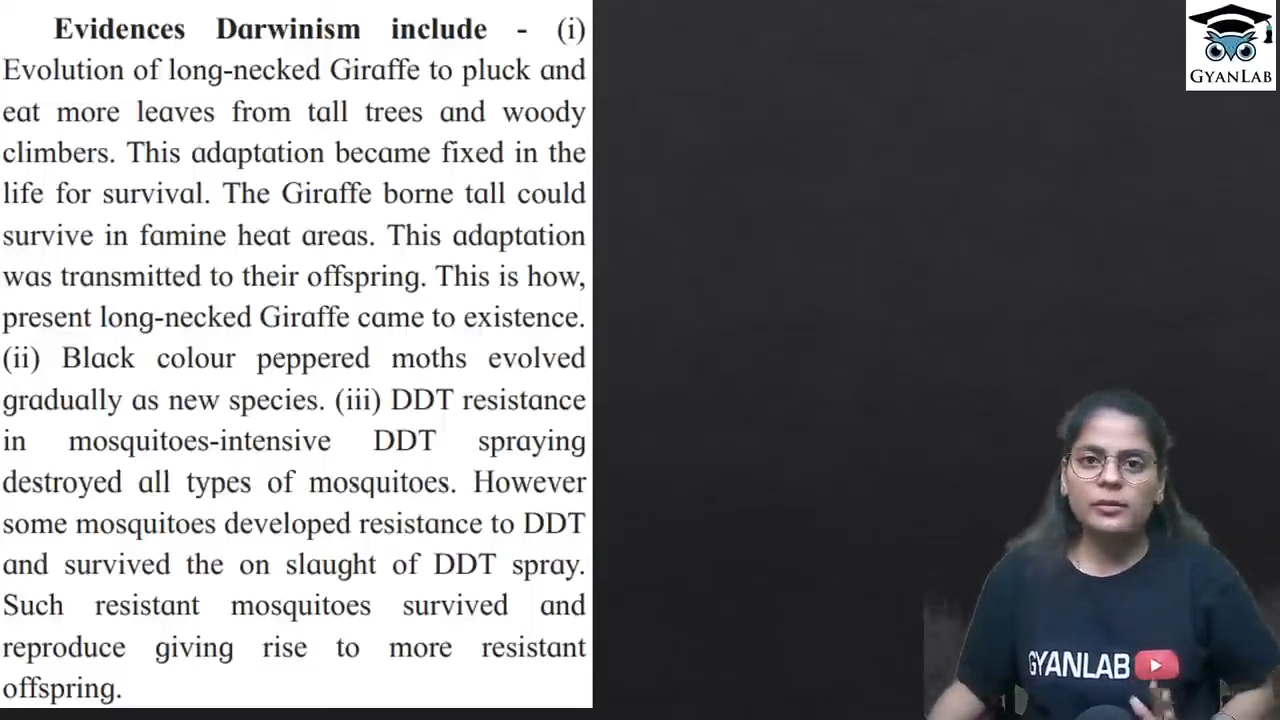 Evidences Darwinism include - (i)
Evolution of long-necked Giraffe to pluck and
eat more leaves from tall trees and woody
climbers. This adaptation became fixed in the
life for survival. The Giraffe borne tall could
survive in famine heat areas. This adaptation
was transmitted to their offspring. This is how,
present long-necked Giraffe came to existence.
(ii) Black colour peppered moths evolved
gradually as new species. (iii) DDT resistance
in mosquitoes-intensive DDT spraying
destroyed all types of mosquitoes. However
some mosquitoes developed resistance to DDT
and survived the on slaught of DDT spray.
Such resistant mosquitoes survived and
reproduce giving rise to more resistant
offspring.
GYANLAB
GYANLAB